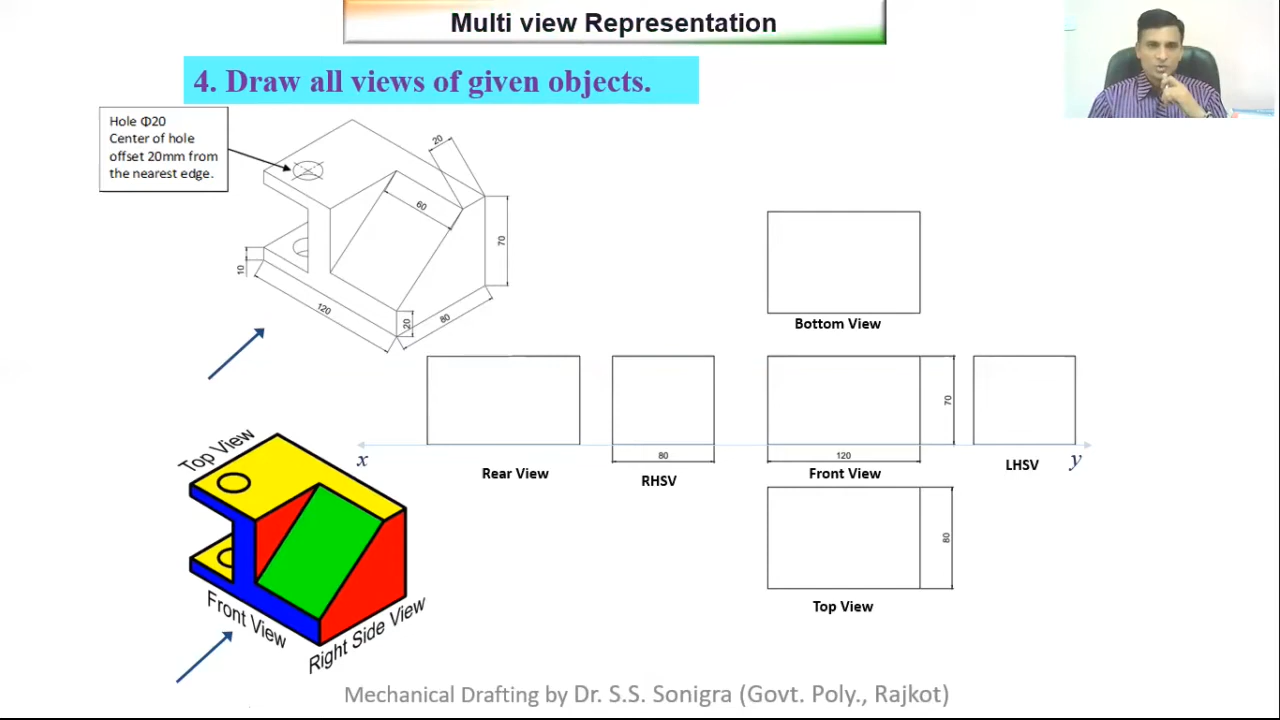 Multi view Representation
4. Draw all views of given objects.
Hole Φ20
Center of hole
offset 20mm from
the nearest edge.
20
60
70
10
120
20
80
Bottom View
70
x
80
120
y
Rear View
RHSV
Front View
LHSV
80
Top View
Top View
Front View
Right Side View
Mechanical Drafting by Dr. S.S. Sonigra (Govt. Poly., Rajkot)